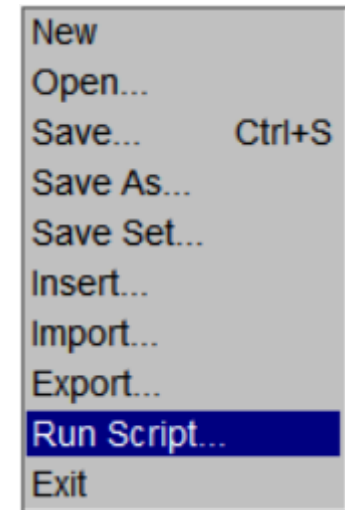 New
Open...
Save... Ctrl+S
Save As...
Save Set...
Insert...
Import...
Export...
Run Script...
Exit